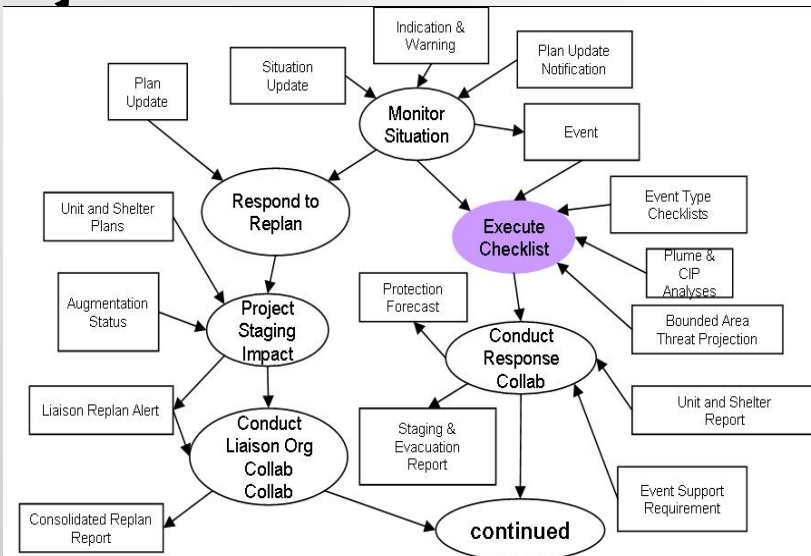 Indication &
Warning
Situation
Update
Plan Update
Notification
Plan
Update
Monitor
Situation
Event
Unit and Shelter
Plans
Respond to
Replan
Event Type
Checklists
Execute
Checklist
Plume &
CIP
Analyses
Augmentation
Status
Project
Staging
Impact
Protection
Forecast
Bounded Area
Threat Projection
Conduct
Response
Collab
Liaison Replan Alert
Conduct
Liaison Org
Collab
Collab
Staging &
Evacuation
Report
Unit and Shelter
Report
Event Support
Requirement
Consolidated Replan
Report
continued